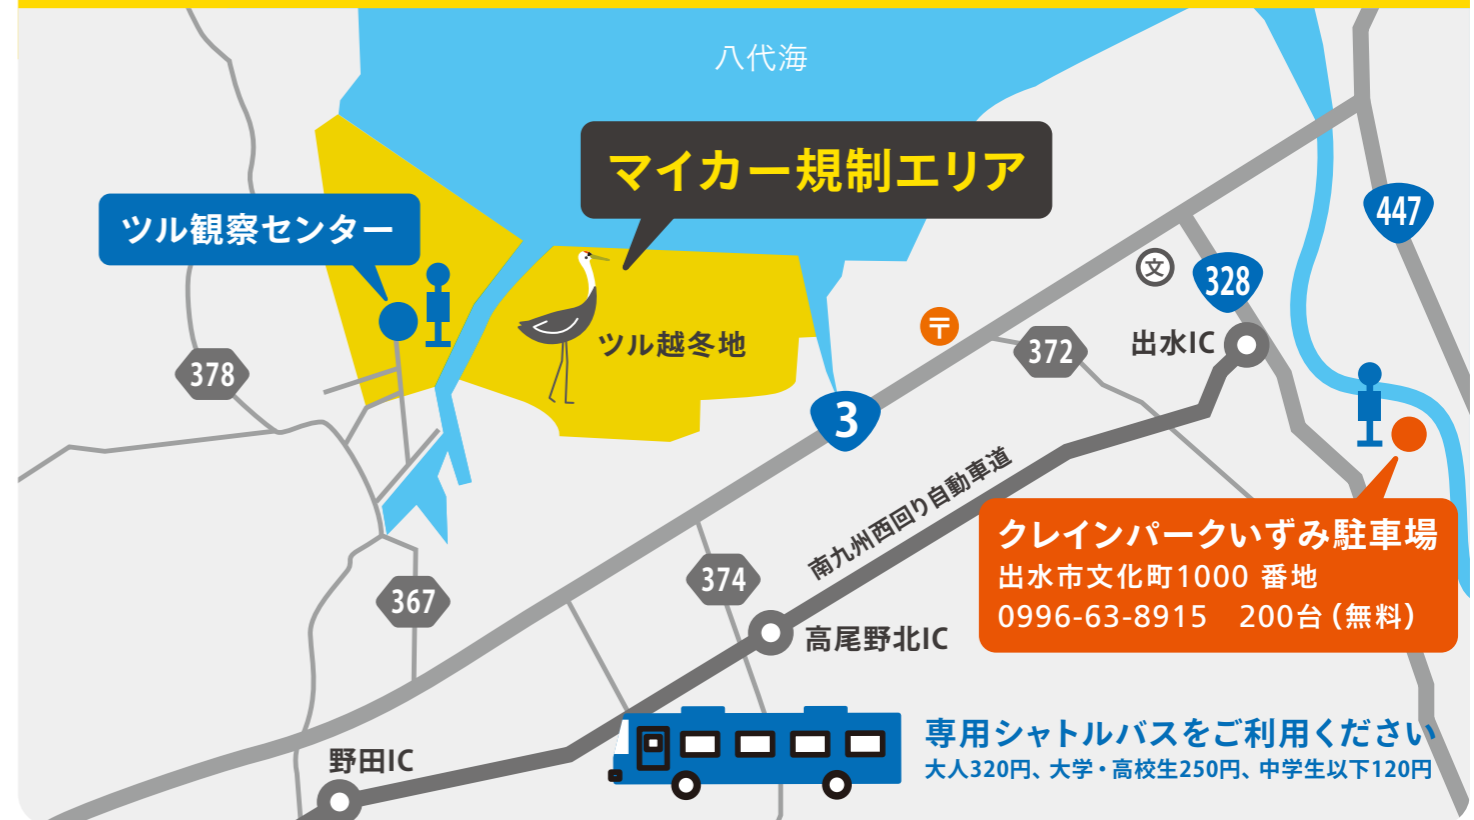 八代海
マイカー規制エリア
ツル観察センター
447
文
328
〒
ツル越冬地
372
出水IC
378
3
南九州西回り自動車道
クレインパークいずみ駐車場
出水市文化町1000 番地
0996-63-8915　200台（無料）
374
367
高尾野北IC
専用シャトルバスをご利用ください
大人320円、大学・高校生250円、中学生以下120円
野田IC